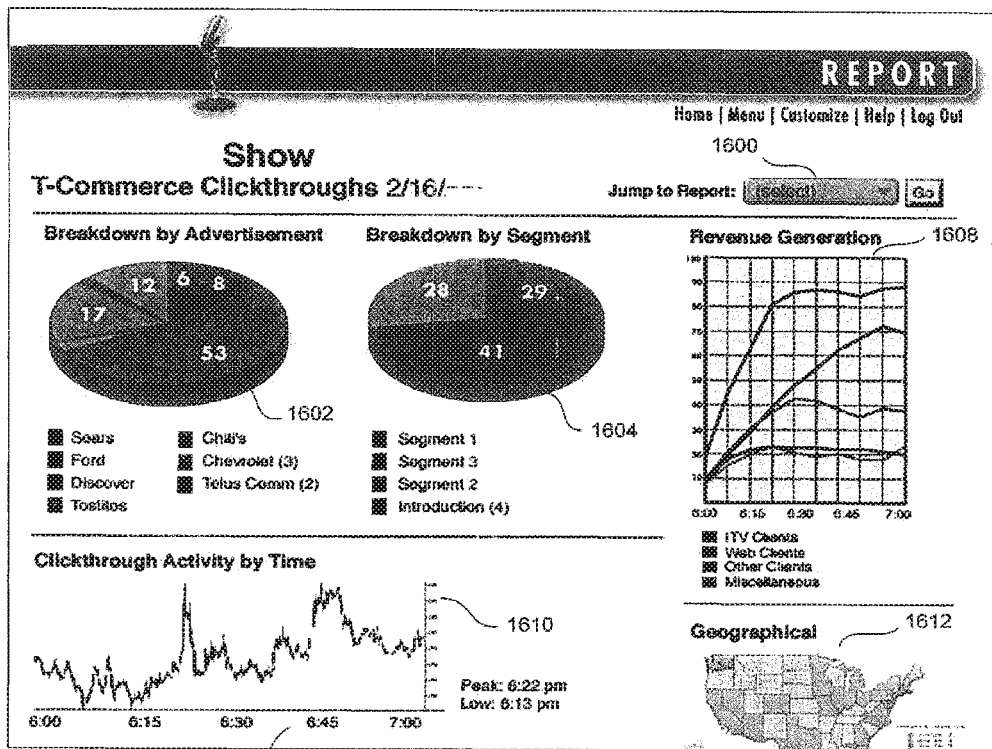 REPORT
Home | Menu | Customize | Help | Log Out
1600
Show
T-Commerce Clickthroughs 2/16/----
Jump to Report: (select) Go
Breakdown by Advertisement
12 6 8
17
53
1602
Sears
Ford
Discover
Tostitos
Chili's
Chevrolet (3)
Telus Comm (2)
Breakdown by Segment
28 29
41
1604
Segment 1
Segment 3
Segment 2
Introduction (4)
Revenue Generation
1608
6:00 6:15 6:30 6:45 7:00
ITV Clients
Web Clients
Other Clients
Miscellaneous
Clickthrough Activity by Time
1610
Peak: 6:22 pm
Low: 6:13 pm
6:00 6:15 6:30 6:45 7:00
Geographical
1612